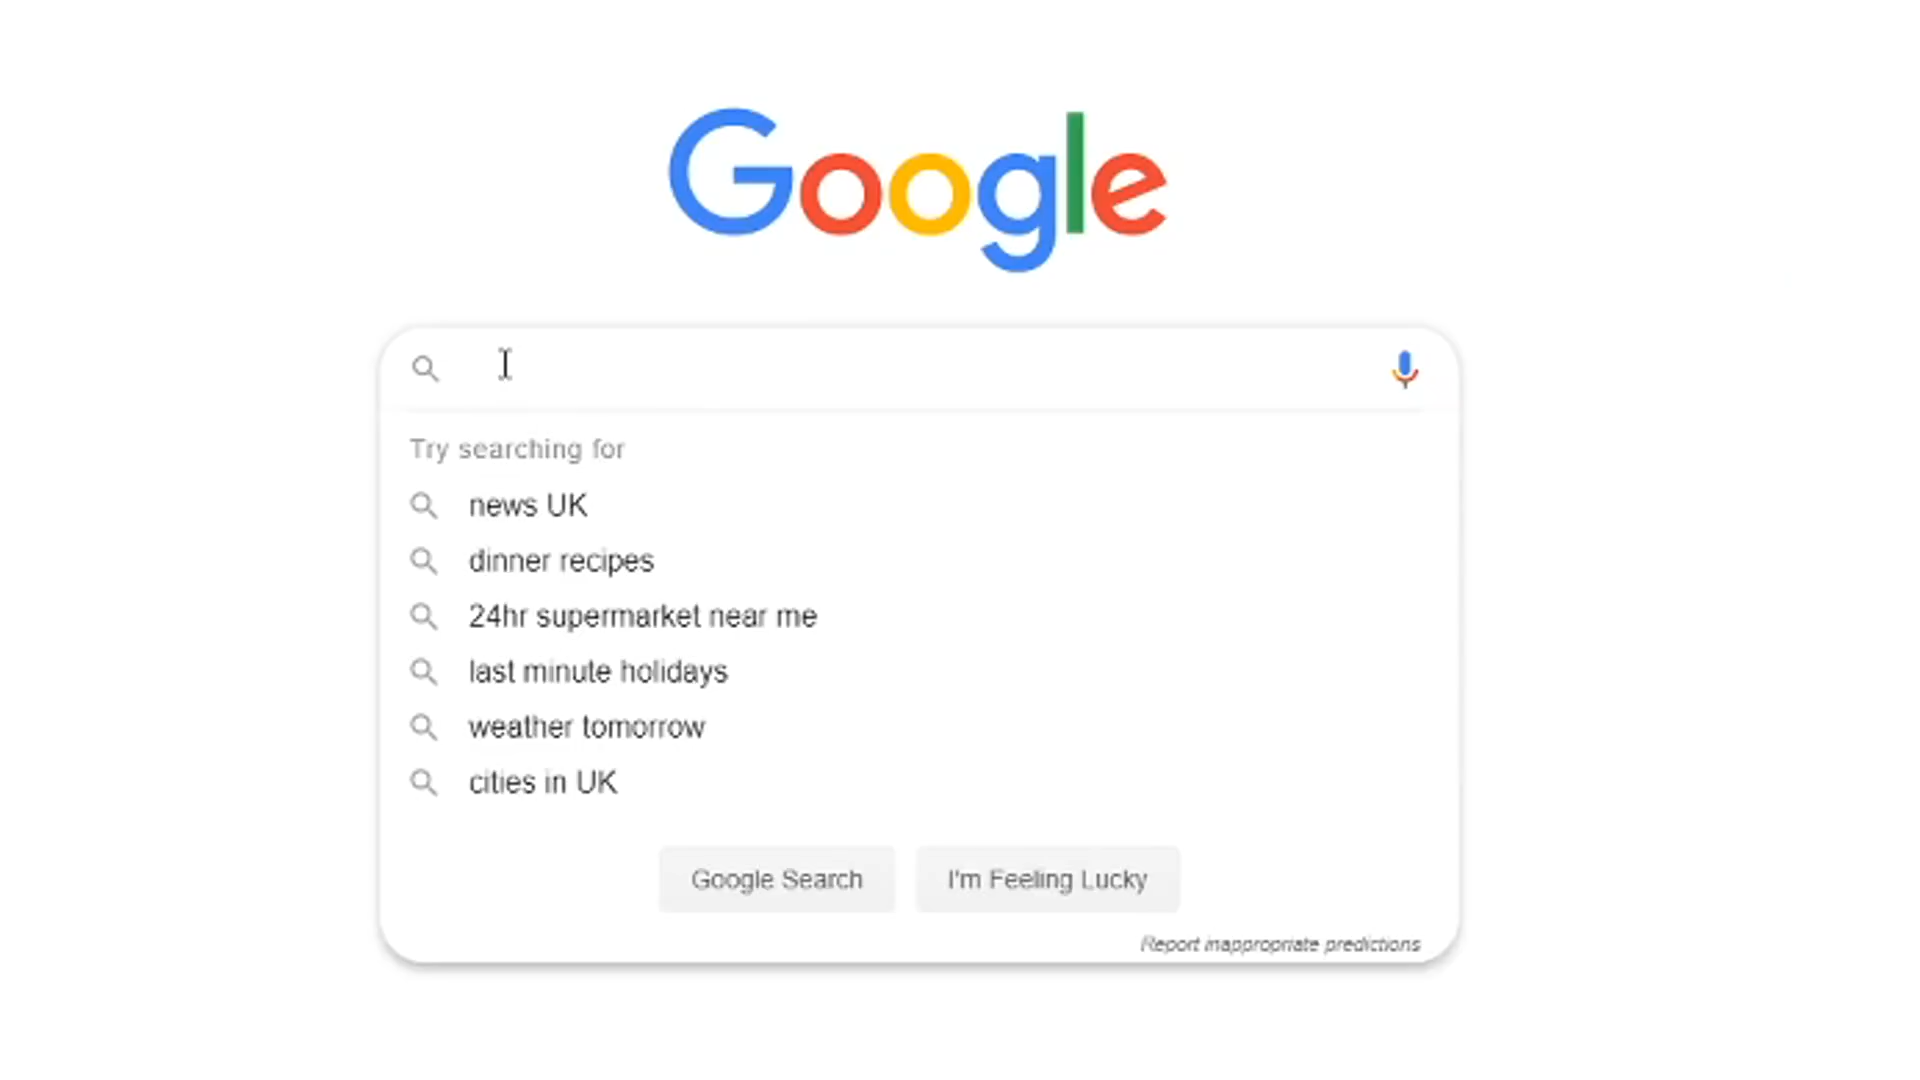 Google
Try searching for
news UK
dinner recipes
24hr supermarket near me
last minute holidays
weather tomorrow
cities in UK
Google Search
I'm Feeling Lucky
Report inappropriate predictions